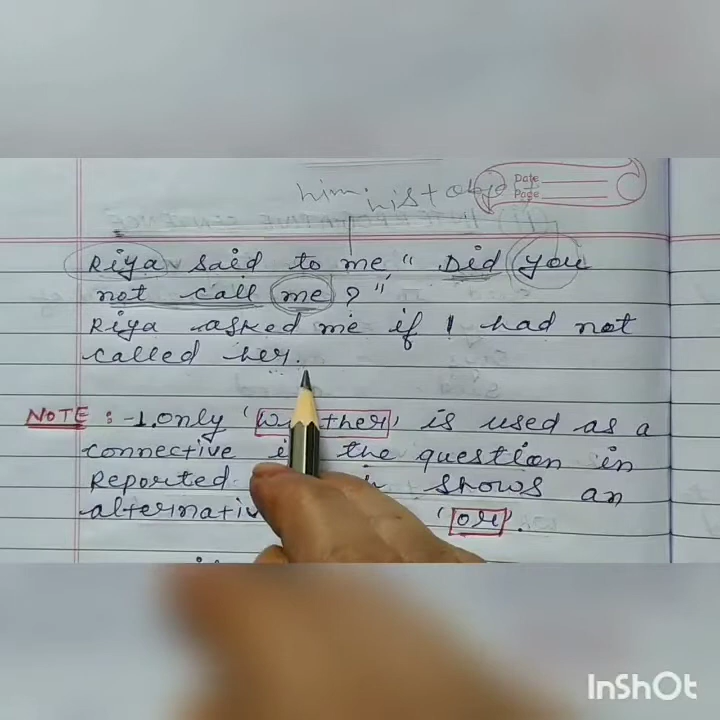 him. his + obje
Date
Page
Riya said to me " Did you
not call me ? ",
Riya asked me if I had not
called her.
NOTE : -1. Only ' is used as a
connective the question in
Reported shows an
'or'.
InShOt